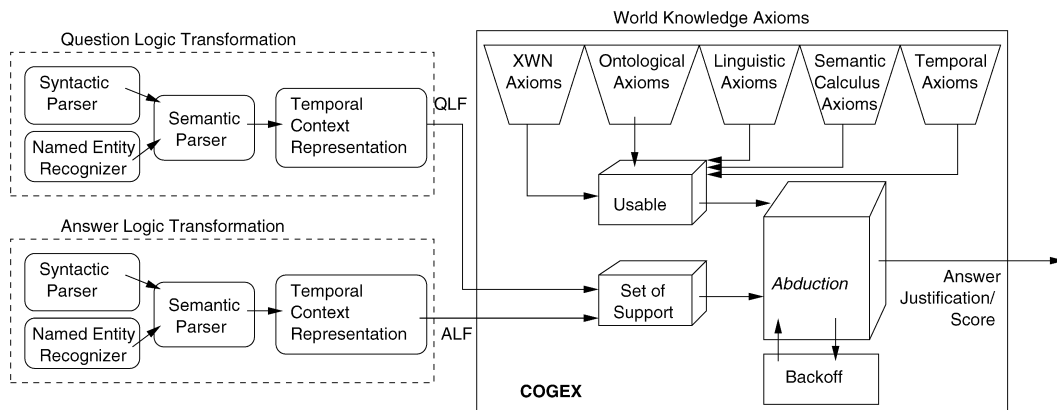 World Knowledge Axioms
Question Logic Transformation
Syntactic
Parser
Named Entity
Recognizer
Semantic
Parser
Temporal
Context
Representation
QLF
XWN
Axioms
Ontological
Axioms
Linguistic
Axioms
Semantic
Calculus
Axioms
Temporal
Axioms
Usable
Answer Logic Transformation
Syntactic
Parser
Named Entity
Recognizer
Semantic
Parser
Temporal
Context
Representation
ALF
Set of
Support
Abduction
Answer
Justification/
Score
Backoff
COGEX